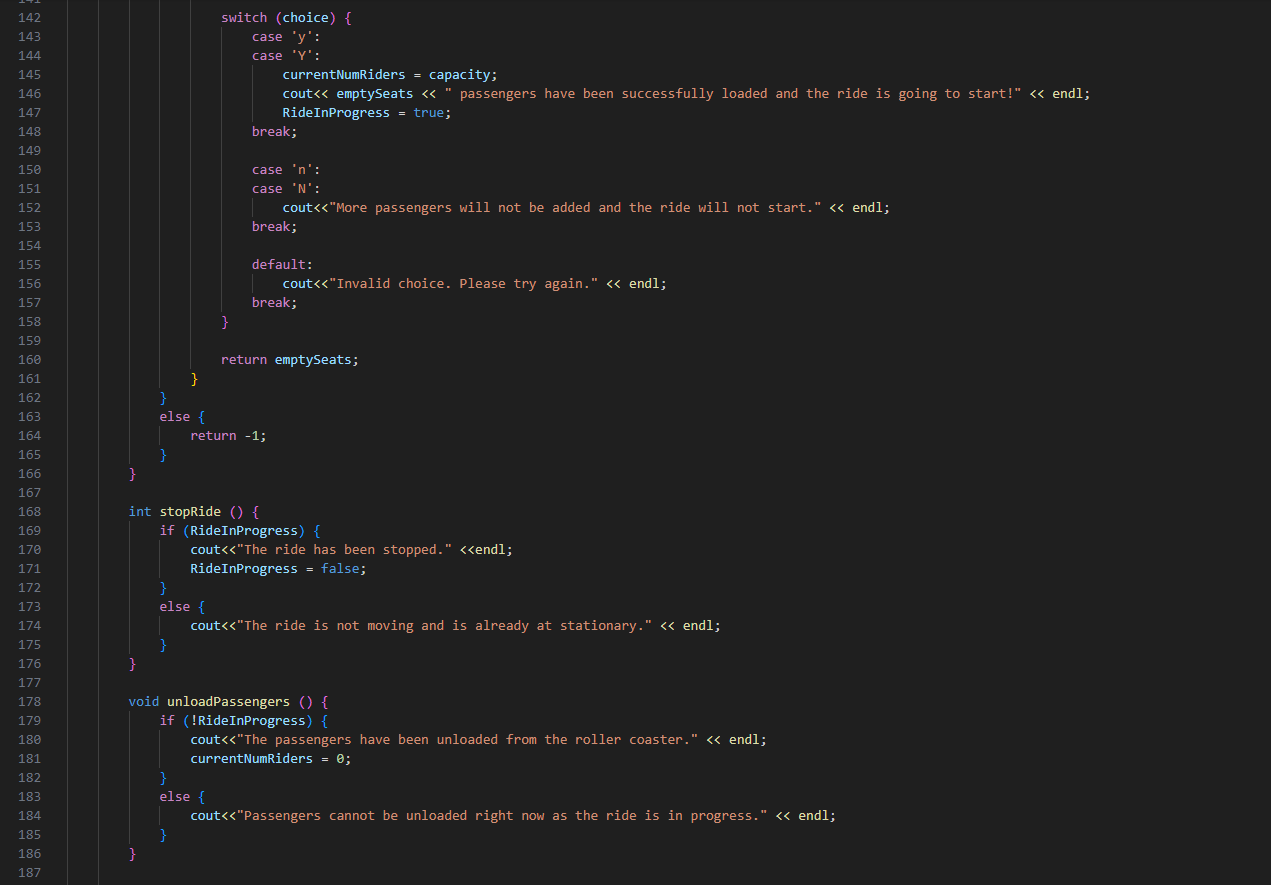 141
142 switch (choice) {
143 case 'y':
144 case 'Y':
145 currentNumRiders = capacity;
146 cout<< emptySeats << " passengers have been successfully loaded and the ride is going to start!" << endl;
147 RideInProgress = true;
148 break;
149
150 case 'n':
151 case 'N':
152 cout<<"More passengers will not be added and the ride will not start." << endl;
153 break;
154
155 default:
156 cout<<"Invalid choice. Please try again." << endl;
157 break;
158 }
159
160 return emptySeats;
161 }
162 }
163 else {
164 return -1;
165 }
166 }
167
168 int stopRide () {
169 if (RideInProgress) {
170 cout<<"The ride has been stopped." <<endl;
171 RideInProgress = false;
172 }
173 else {
174 cout<<"The ride is not moving and is already at stationary." << endl;
175 }
176 }
177
178 void unloadPassengers () {
179 if (!RideInProgress) {
180 cout<<"The passengers have been unloaded from the roller coaster." << endl;
181 currentNumRiders = 0;
182 }
183 else {
184 cout<<"Passengers cannot be unloaded right now as the ride is in progress." << endl;
185 }
186 }
187